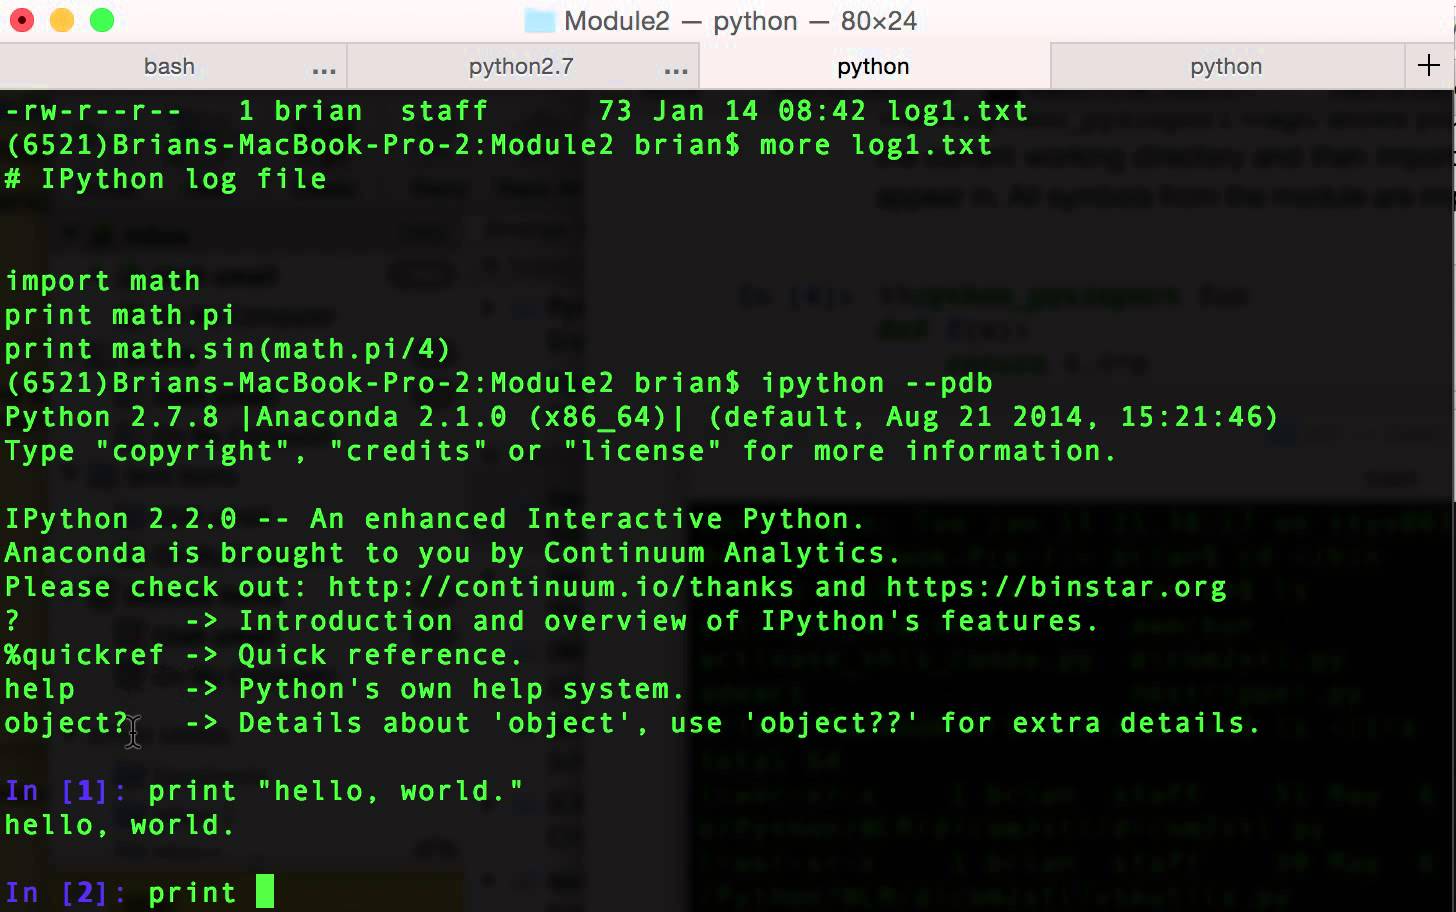 Module2 — python — 80×24
bash ... python2.7 ... python python +
-rw-r--r--   1 brian  staff      73 Jan 14 08:42 log1.txt
(6521)Brians-MacBook-Pro-2:Module2 brian$ more log1.txt
# IPython log file
import math
print math.pi
print math.sin(math.pi/4)
(6521)Brians-MacBook-Pro-2:Module2 brian$ ipython --pdb
Python 2.7.8 |Anaconda 2.1.0 (x86_64)| (default, Aug 21 2014, 15:21:46)
Type "copyright", "credits" or "license" for more information.
IPython 2.2.0 -- An enhanced Interactive Python.
Anaconda is brought to you by Continuum Analytics.
Please check out: http://continuum.io/thanks and https://binstar.org
?         -> Introduction and overview of IPython's features.
%quickref -> Quick reference.
help      -> Python's own help system.
object?   -> Details about 'object', use 'object??' for extra details.
In [1]: print "hello, world."
hello, world.
In [2]: print